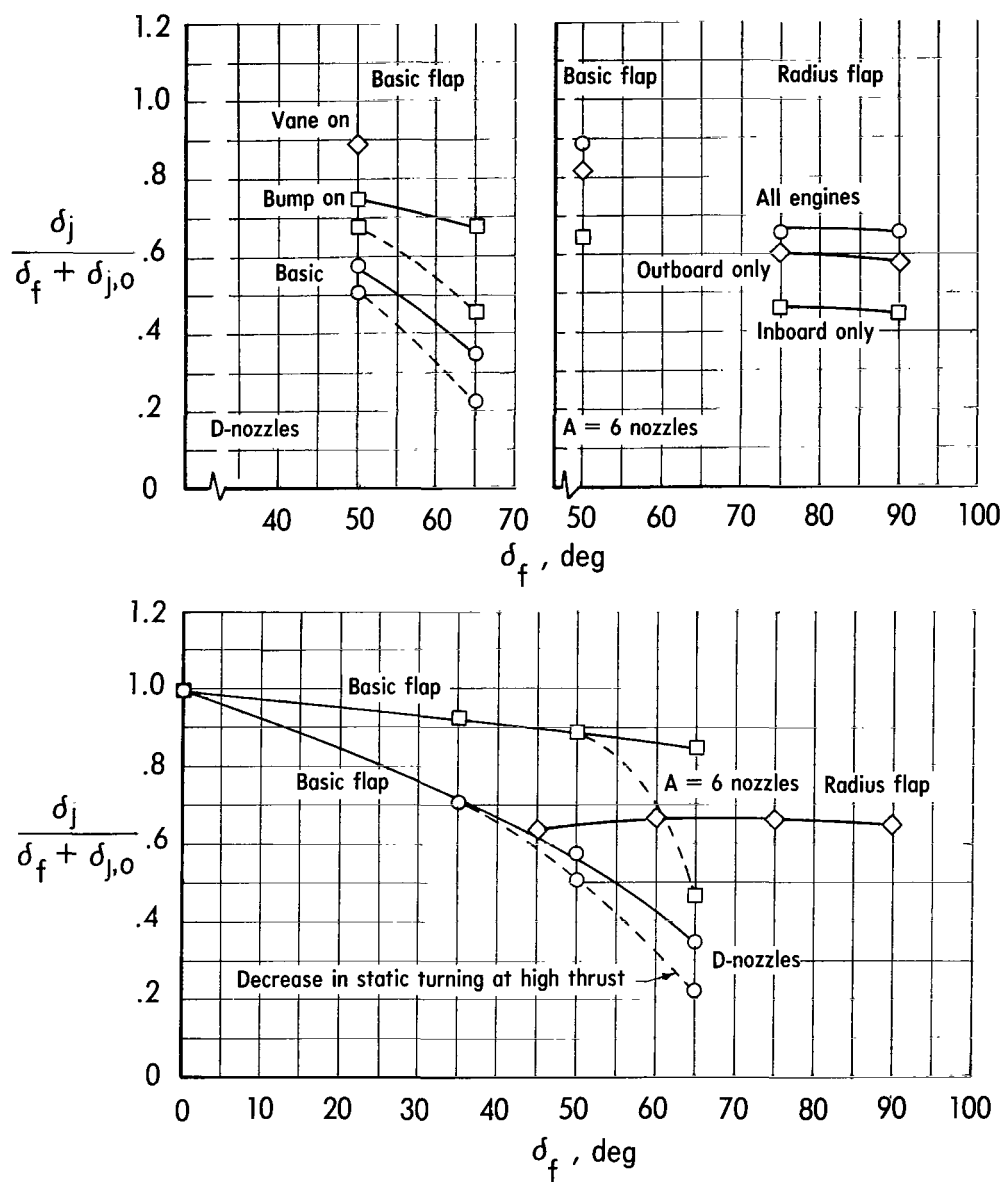 1.2
1.0
.8
.6
.4
.2
0
δj
δf + δj,o
Basic flap
Vane on
Bump on
Basic
D-nozzles
40 50 60 70
Basic flap
Radius flap
All engines
Outboard only
Inboard only
A = 6 nozzles
50 60 70 80 90 100
δf , deg
1.2
1.0
.8
.6
.4
.2
0
δj
δf + δj,o
Basic flap
Basic flap
A = 6 nozzles
Radius flap
D-nozzles
Decrease in static turning at high thrust
0 10 20 30 40 50 60 70 80 90 100
δf , deg